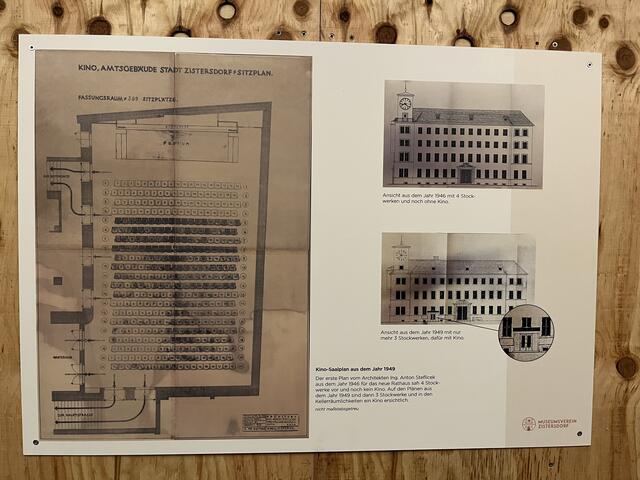 KINO, AMTSGEBÄUDE STADT ZISTERSDORF SITZPLAN.
FASSUNGSRAUM 389 SITZPLÄTZE.
Ansicht aus dem Jahr 1946 mit 4 Stock-
werken und noch ohne Kino.
Ansicht aus dem Jahr 1949 mit nur
mehr 3 Stockwerken, dafür mit Kino.
Kino-Saalplan aus dem Jahr 1949
Der erste Plan vom Architekten Ing. Anton Steflicek
aus dem Jahr 1946 für das neue Rathaus sah 4 Stock-
werke vor und noch kein Kino. Auf den Plänen aus
dem Jahr 1949 sind dann 3 Stockwerke und in den
Kellerräumlichkeiten ein Kino ersichtlich.
nicht maßstabsgetreu
MUSEUMSVEREIN
ZISTERSDORF